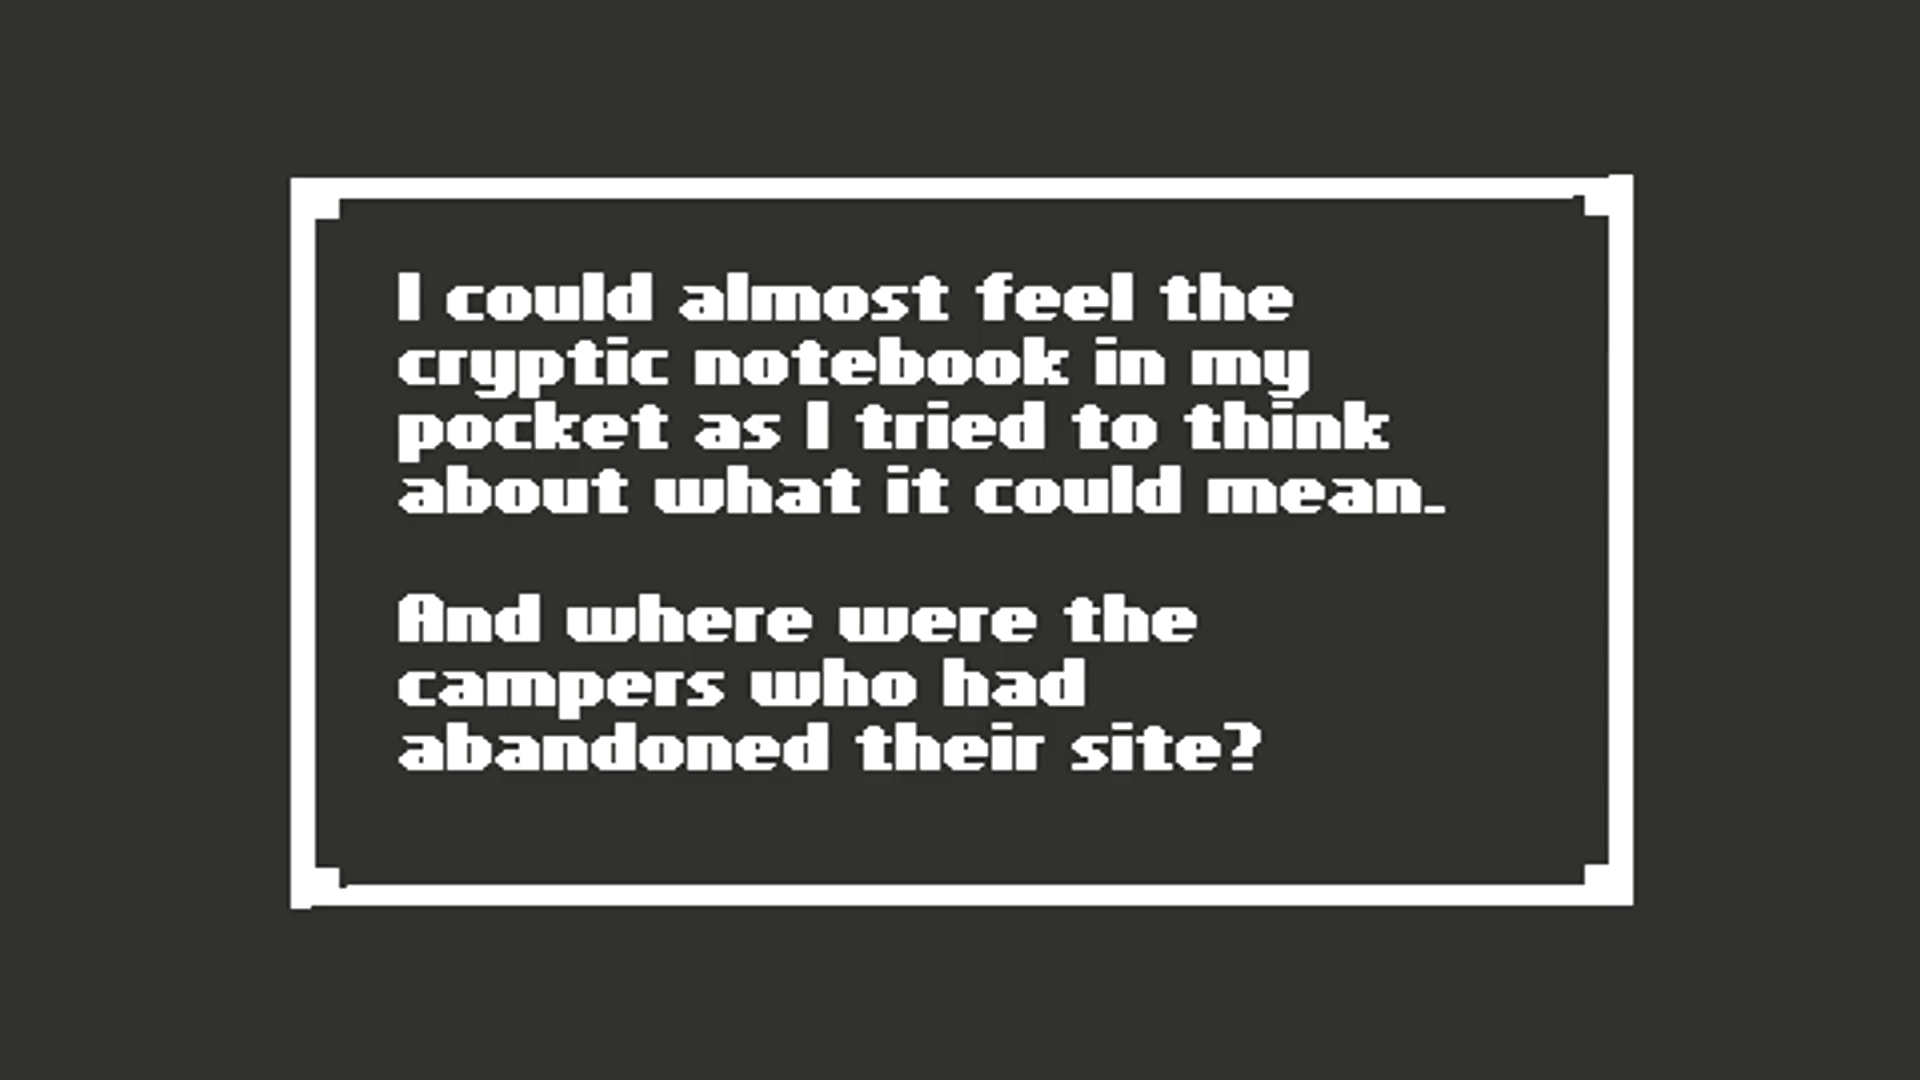 I could almost feel the
cryptic notebook in my
pocket as I tried to think
about what it could mean.
And where were the
campers who had
abandoned their site?